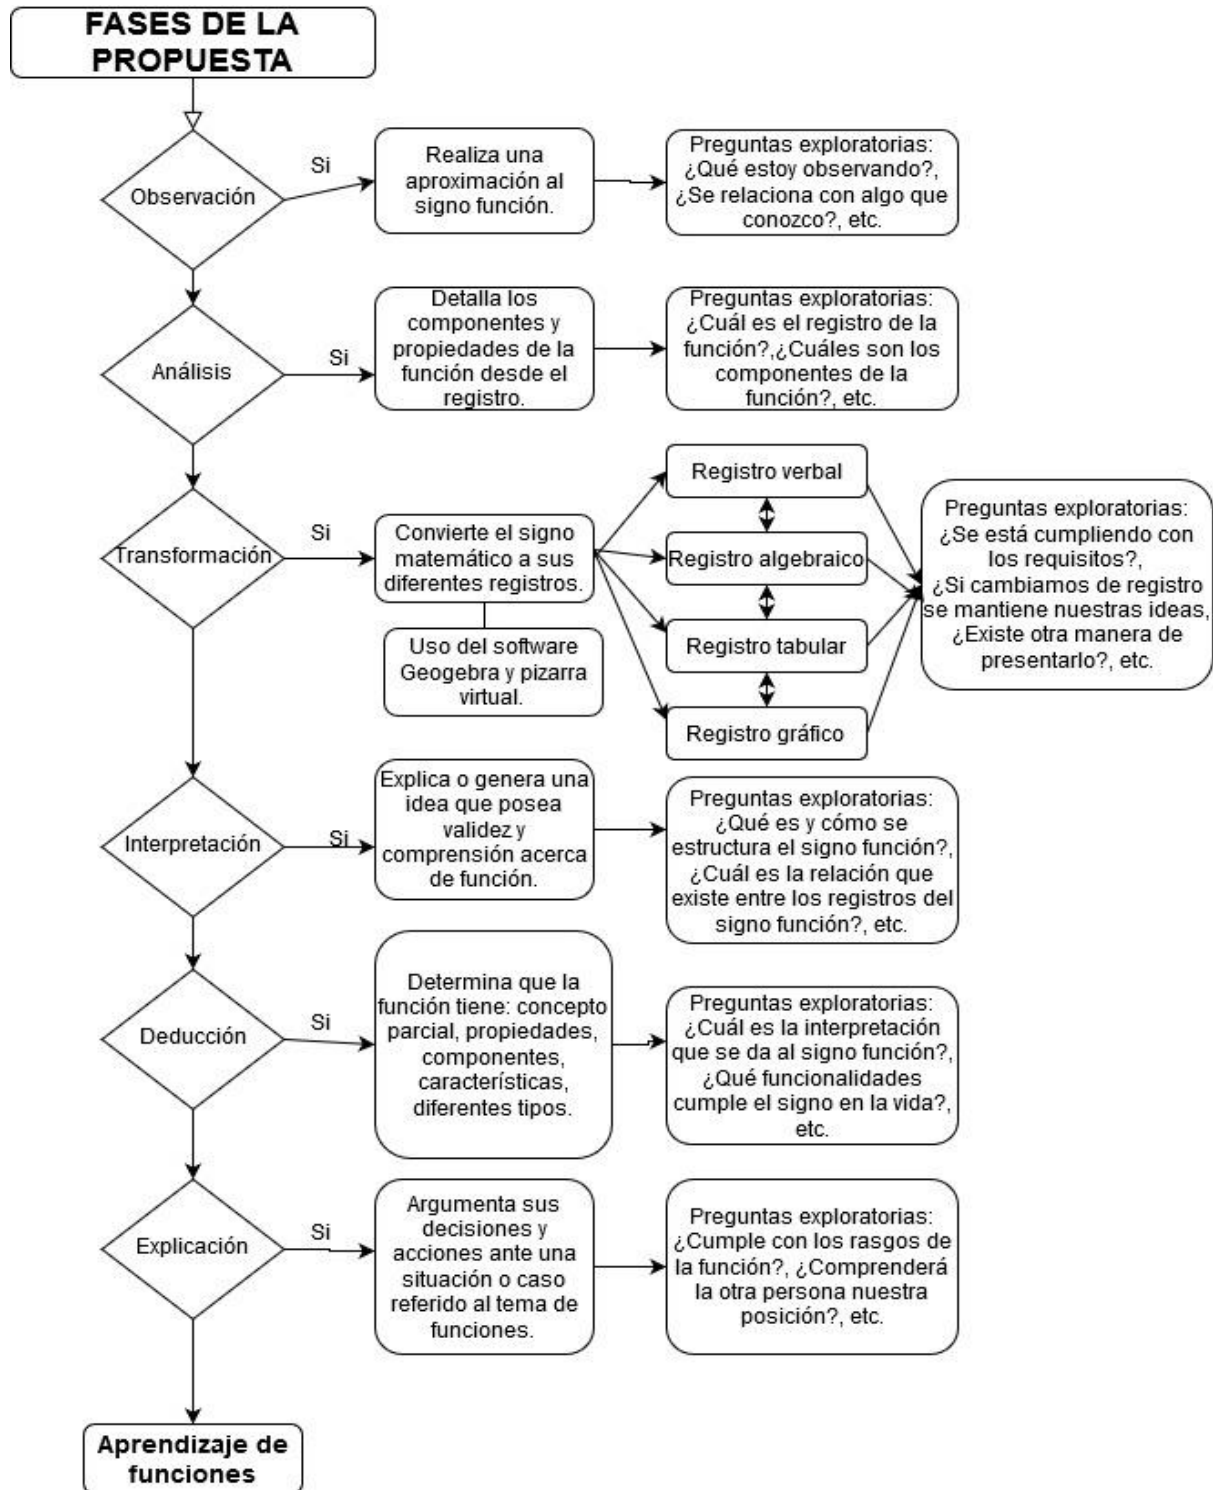 FASES DE LA
PROPUESTA
Observación
Si
Realiza una
aproximación al
signo función.
Preguntas exploratorias:
¿Qué estoy observando?,
¿Se relaciona con algo que
conozco?, etc.
Análisis
Si
Detalla los
componentes y
propiedades de la
función desde el
registro.
Preguntas exploratorias:
¿Cuál es el registro de la
función?,¿Cuáles son los
componentes de la
función?, etc.
Transformación
Si
Convierte el signo
matemático a sus
diferentes registros.
Uso del software
Geogebra y pizarra
virtual.
Registro verbal
Registro algebraico
Registro tabular
Registro gráfico
Preguntas exploratorias:
¿Se está cumpliendo con
los requisitos?,
¿Si cambiamos de registro
se mantiene nuestras ideas,
¿Existe otra manera de
presentarlo?, etc.
Interpretación
Si
Explica o genera una
idea que posea
validez y
comprensión acerca
de función.
Preguntas exploratorias:
¿Qué es y cómo se
estructura el signo función?,
¿Cuál es la relación que
existe entre los registros del
signo función?, etc.
Deducción
Si
Determina que la
función tiene: concepto
parcial, propiedades,
componentes,
características,
diferentes tipos.
Preguntas exploratorias:
¿Cuál es la interpretación
que se da al signo función?,
¿Qué funcionalidades
cumple el signo en la vida?,
etc.
Explicación
Si
Argumenta sus
decisiones y
acciones ante una
situación o caso
referido al tema de
funciones.
Preguntas exploratorias:
¿Cumple con los rasgos de
la función?, ¿Comprenderá
la otra persona nuestra
posición?, etc.
Aprendizaje de
funciones